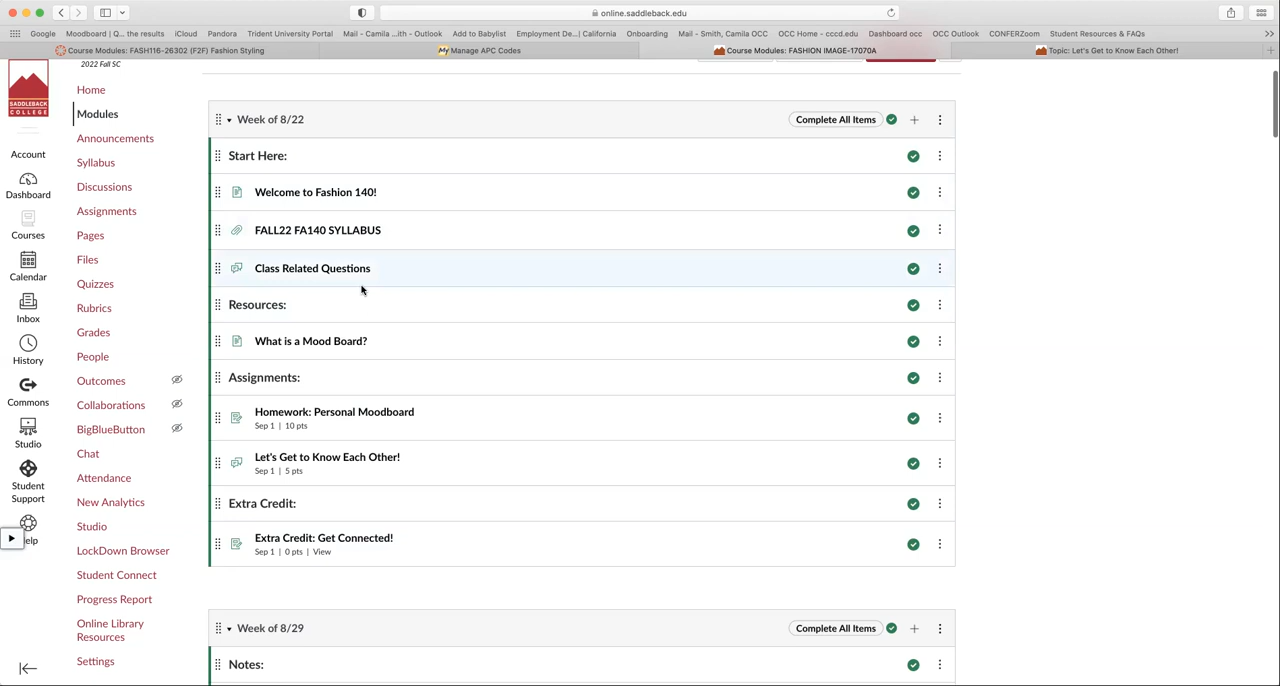 online.saddleback.edu
Google Moodboard | Q... the results iCloud Pandora Trident University Portal Mail - Camila ...ith - Outlook Add to Babylist Employment De...| California Onboarding Mail - Smith, Camila OCC OCC Home - cccd.edu Dashboard occ OCC Outlook CONFERZoom Student Resources & FAQs
Course Modules: FASH116-26302 (F2F) Fashion Styling
Manage APC Codes
Course Modules: FASHION IMAGE-17070A
Topic: Let's Get to Know Each Other!
SADDLEBACK
COLLEGE
Account
Dashboard
Courses
Calendar
Inbox
History
Commons
Studio
Student
Support
elp
2022 Fall SC
Home
Modules
Announcements
Syllabus
Discussions
Assignments
Pages
Files
Quizzes
Rubrics
Grades
People
Outcomes
Collaborations
BigBlueButton
Chat
Attendance
New Analytics
Studio
LockDown Browser
Student Connect
Progress Report
Online Library
Resources
Settings
Week of 8/22 Complete All Items
Start Here:
Welcome to Fashion 140!
FALL22 FA140 SYLLABUS
Class Related Questions
Resources:
What is a Mood Board?
Assignments:
Homework: Personal Moodboard
Sep 1 | 10 pts
Let's Get to Know Each Other!
Sep 1 | 5 pts
Extra Credit:
Extra Credit: Get Connected!
Sep 1 | 0 pts | View
Week of 8/29 Complete All Items
Notes: